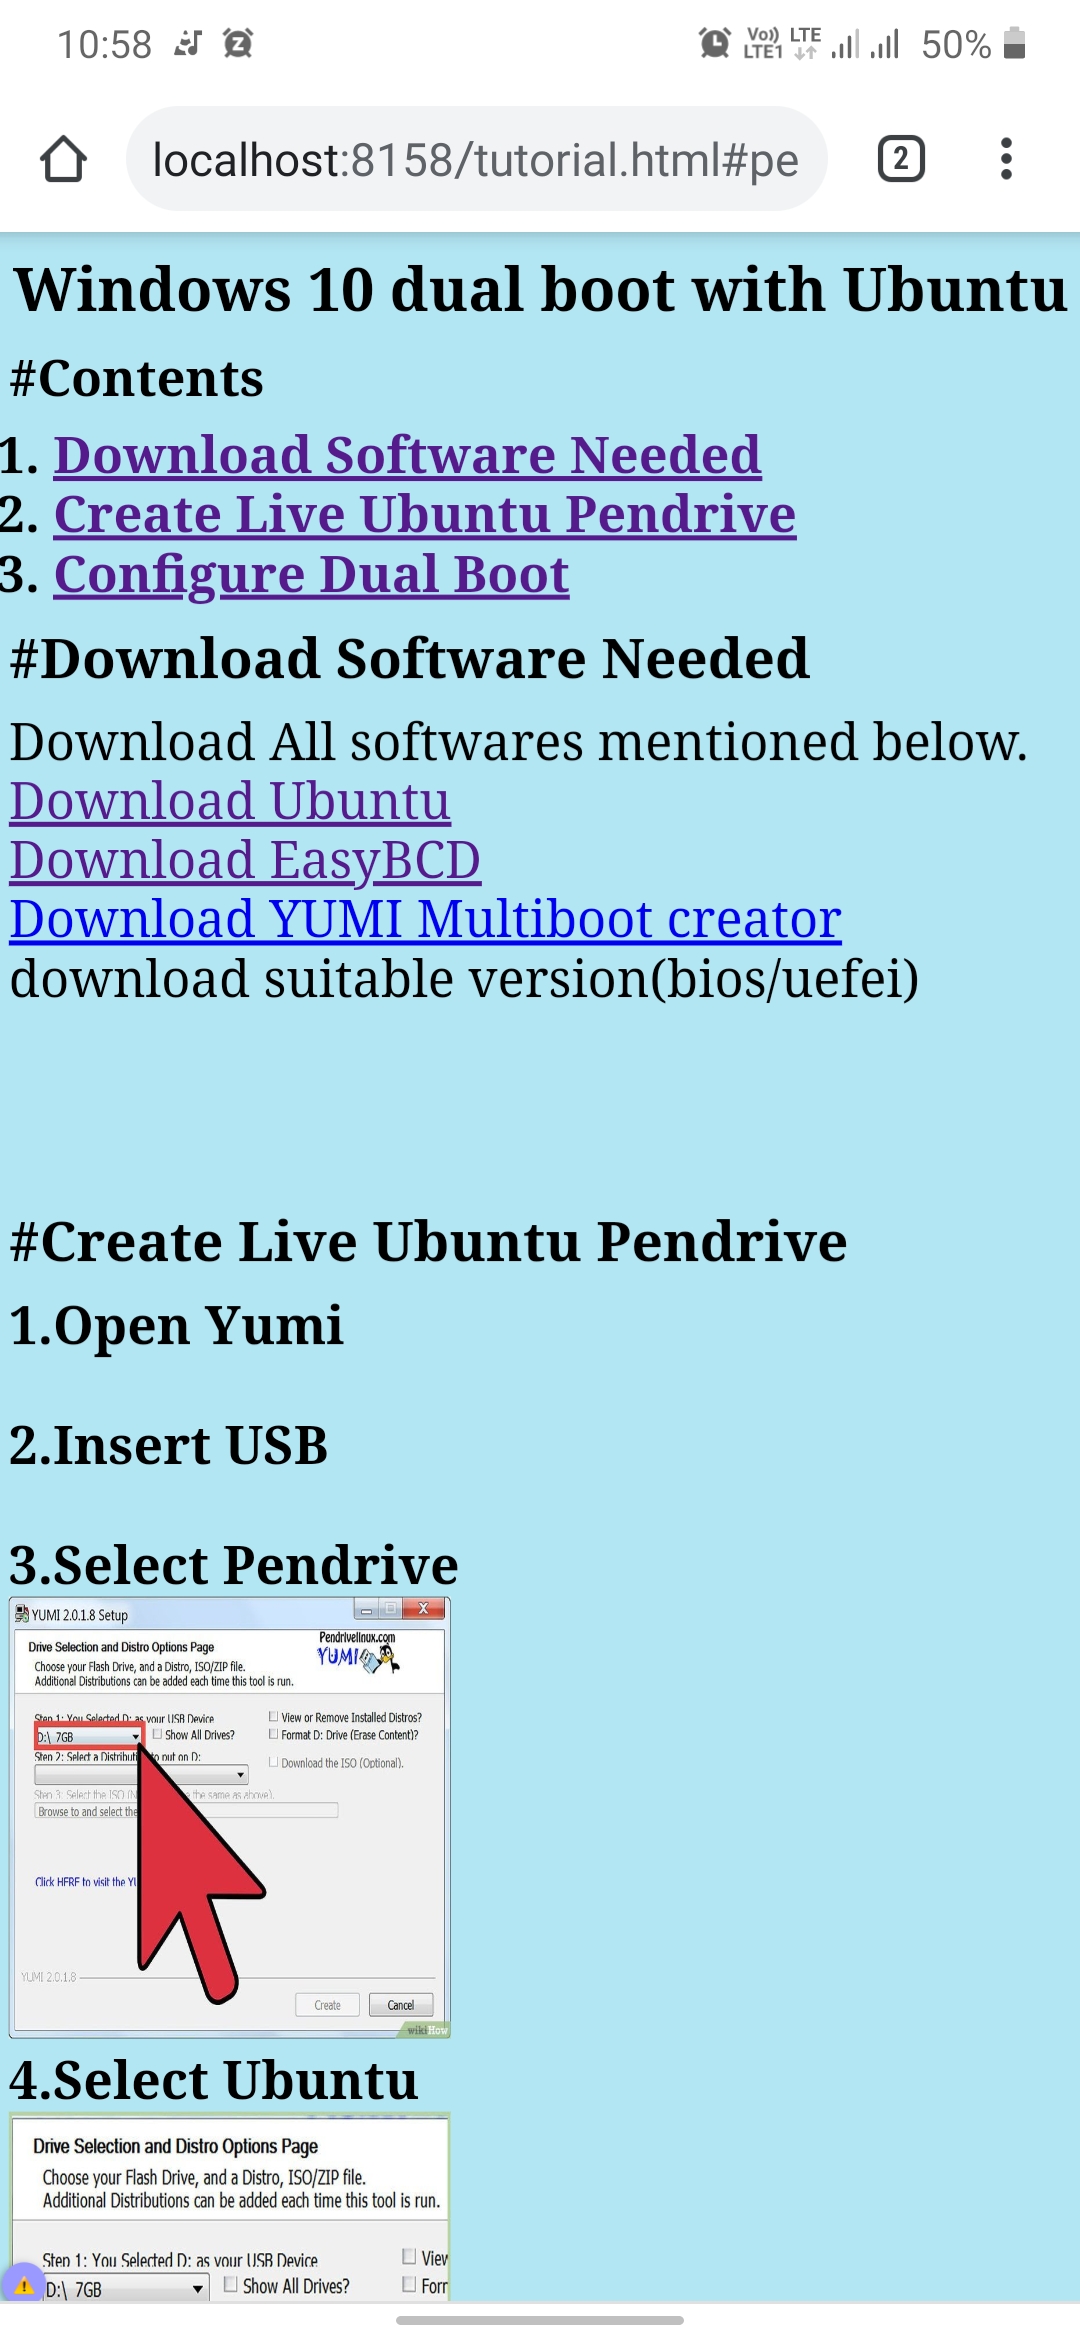 10:58
Vo)) LTE
LTE1
50%
localhost:8158/tutorial.html#pe
2
Windows 10 dual boot with Ubuntu
#Contents
1. Download Software Needed
2. Create Live Ubuntu Pendrive
3. Configure Dual Boot
#Download Software Needed
Download All softwares mentioned below.
Download Ubuntu
Download EasyBCD
Download YUMI Multiboot creator
download suitable version(bios/uefei)
#Create Live Ubuntu Pendrive
1.Open Yumi
2.Insert USB
3.Select Pendrive
YUMI 2.0.1.8 Setup
Drive Selection and Distro Options Page
Pendrivelinux.com
YUMI
Choose your Flash Drive, and a Distro, ISO/ZIP file.
Additional Distributions can be added each time this tool is run.
Step 1: You Selected D: as your USB Device
View or Remove Installed Distros?
D:\ 7GB
Show All Drives?
Format D: Drive (Erase Content)?
Step 2: Select a Distributi to put on D:
Download the ISO (Optional).
Step 3: Select the ISO the same as above).
Browse to and select the
Click HERE to visit the YU
YUMI 2.0.1.8
Create
Cancel
wikiHow
4.Select Ubuntu
Drive Selection and Distro Options Page
Choose your Flash Drive, and a Distro, ISO/ZIP file.
Additional Distributions can be added each time this tool is run.
Step 1: You Selected D: as your USB Device
View
D:\ 7GB
Show All Drives?
Forr